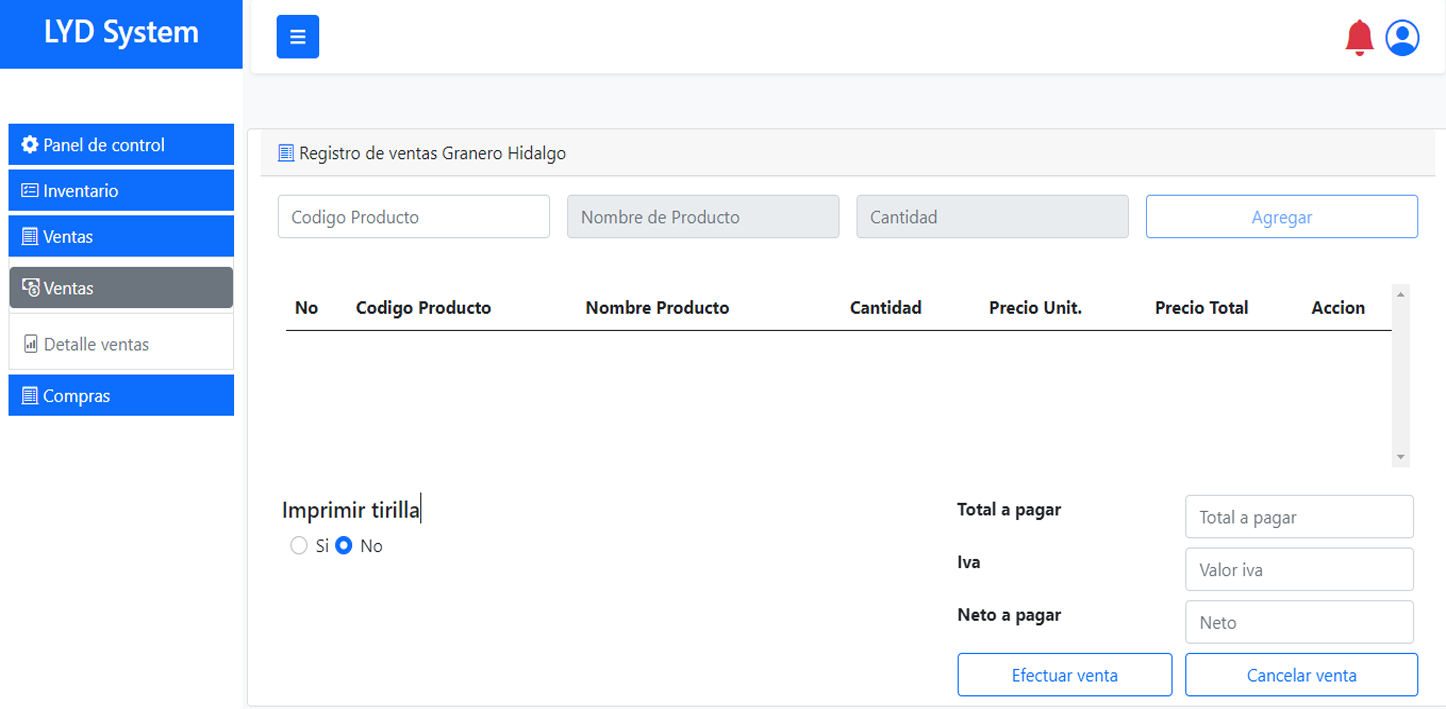 LYD System
Panel de control
Inventario
Ventas
Ventas
Detalle ventas
Compras
Registro de ventas Granero Hidalgo
Codigo Producto Nombre de Producto Cantidad Agregar
No Codigo Producto Nombre Producto Cantidad Precio Unit. Precio Total Accion
Imprimir tirilla
Si No
Total a pagar Total a pagar
Iva Valor iva
Neto a pagar Neto
Efectuar venta Cancelar venta